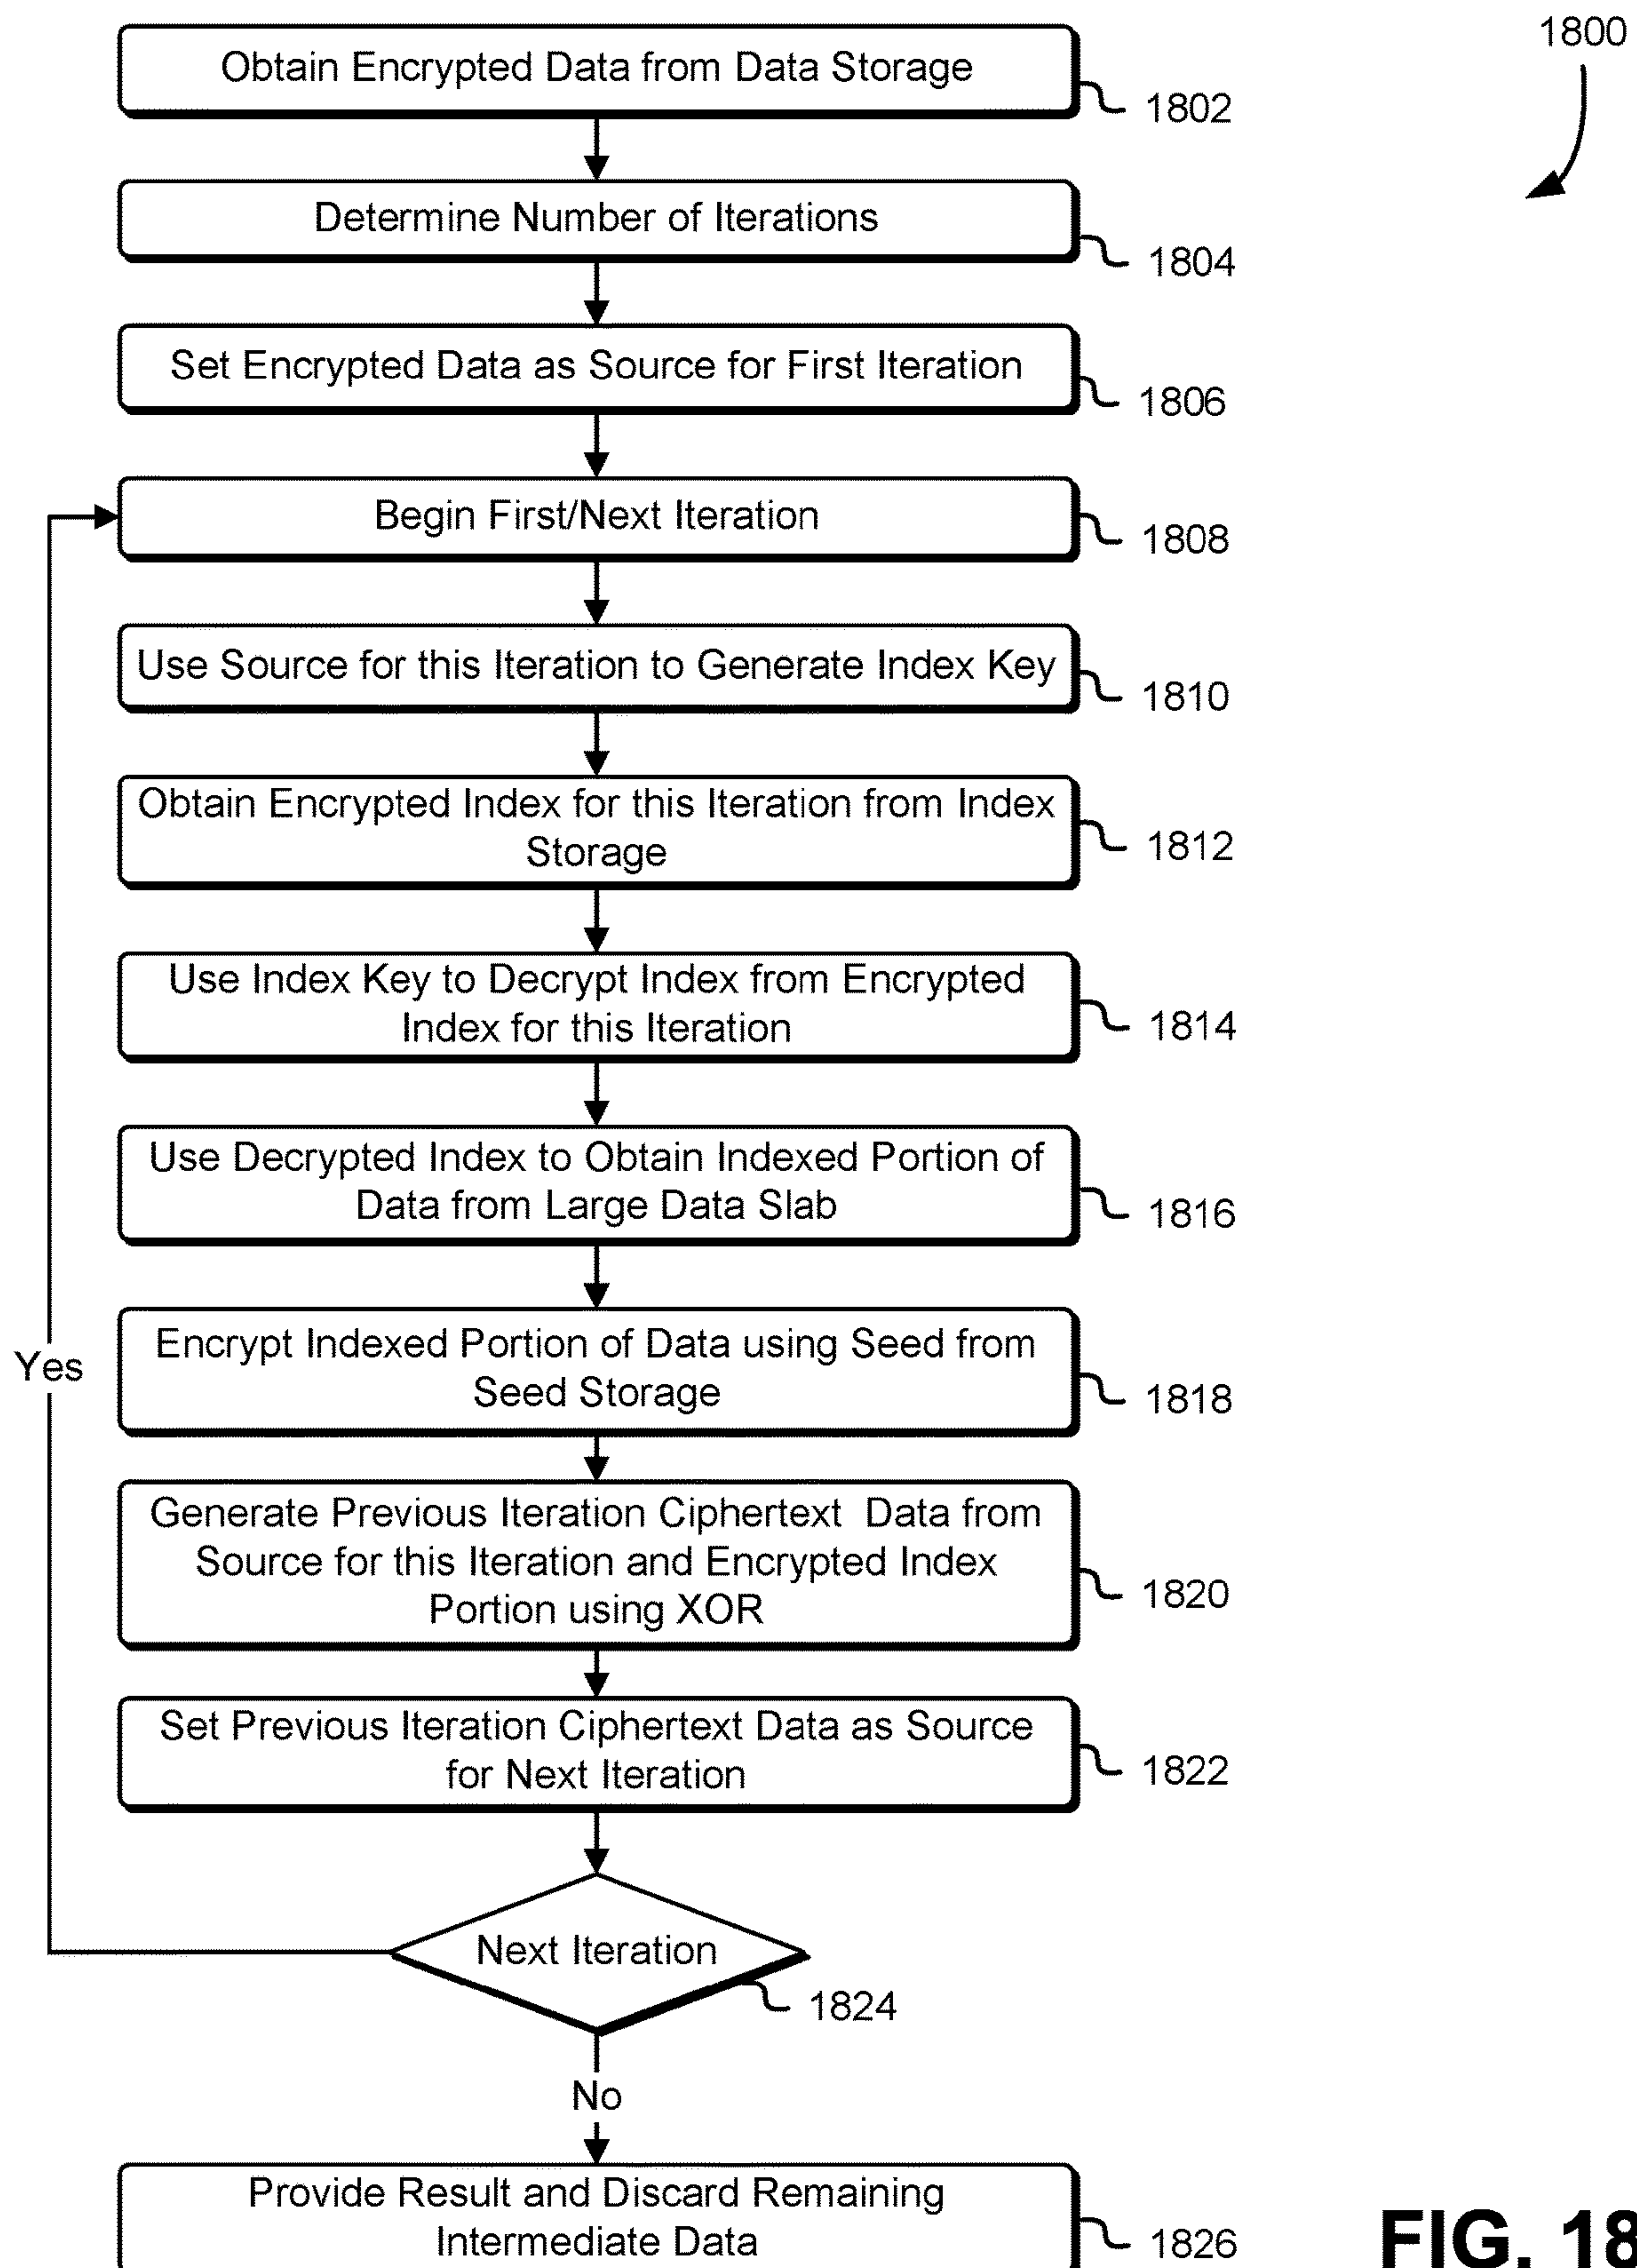 1800
Obtain Encrypted Data from Data Storage
1802
Determine Number of Iterations
1804
Set Encrypted Data as Source for First Iteration
1806
Begin First/Next Iteration
1808
Use Source for this Iteration to Generate Index Key
1810
Obtain Encrypted Index for this Iteration from Index
Storage
1812
Use Index Key to Decrypt Index from Encrypted
Index for this Iteration
1814
Use Decrypted Index to Obtain Indexed Portion of
Data from Large Data Slab
1816
Encrypt Indexed Portion of Data using Seed from
Seed Storage
1818
Yes
Generate Previous Iteration Ciphertext Data from
Source for this Iteration and Encrypted Index
Portion using XOR
1820
Set Previous Iteration Ciphertext Data as Source
for Next Iteration
1822
Next Iteration
1824
No
Provide Result and Discard Remaining
Intermediate Data
1826
FIG. 18